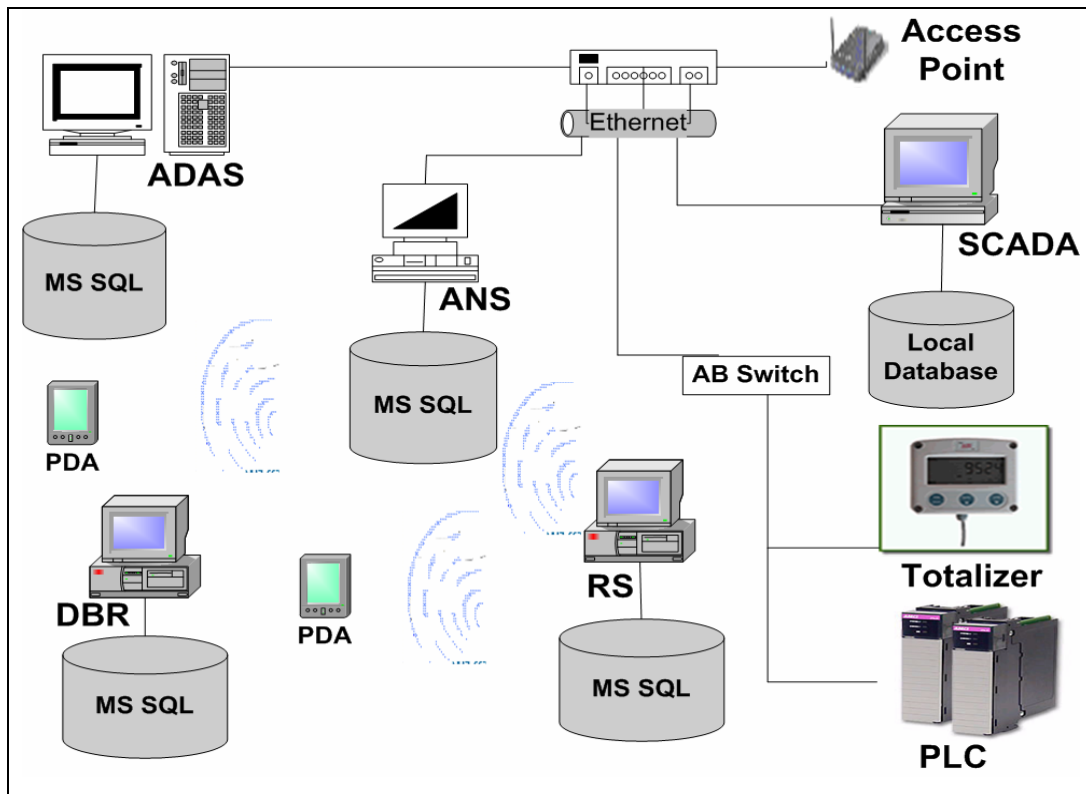 Access
Point
Ethernet
ADAS
MS SQL
ANS
MS SQL
SCADA
Local
Database
AB Switch
PDA
9524
Totalizer
DBR
MS SQL
PDA
RS
MS SQL
PLC